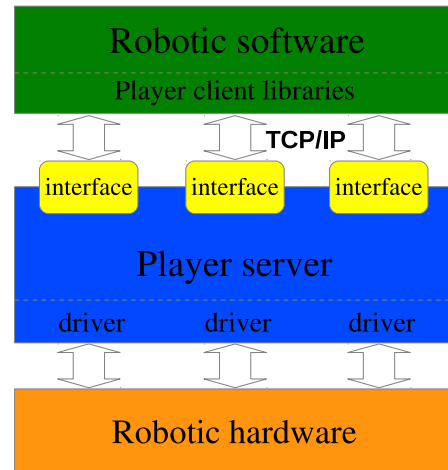 Robotic software
Player client libraries
TCP/IP
interface interface interface
Player server
driver driver driver
Robotic hardware